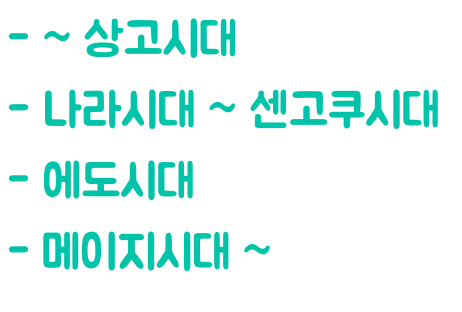 - ~ 상고시대
- 나라시대 ~ 센고쿠시대
- 에도시대
- 메이지시대 ~